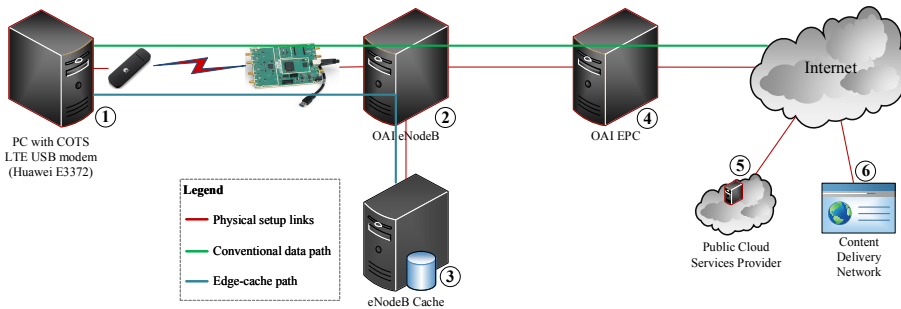 Internet
1
2
4
PC with COTS
LTE USB modem
(Huawei E3372)
OAI eNodeB
OAI EPC
5
6
Legend
Physical setup links
Conventional data path
Edge-cache path
3
eNodeB Cache
Public Cloud
Services Provider
Content
Delivery
Network